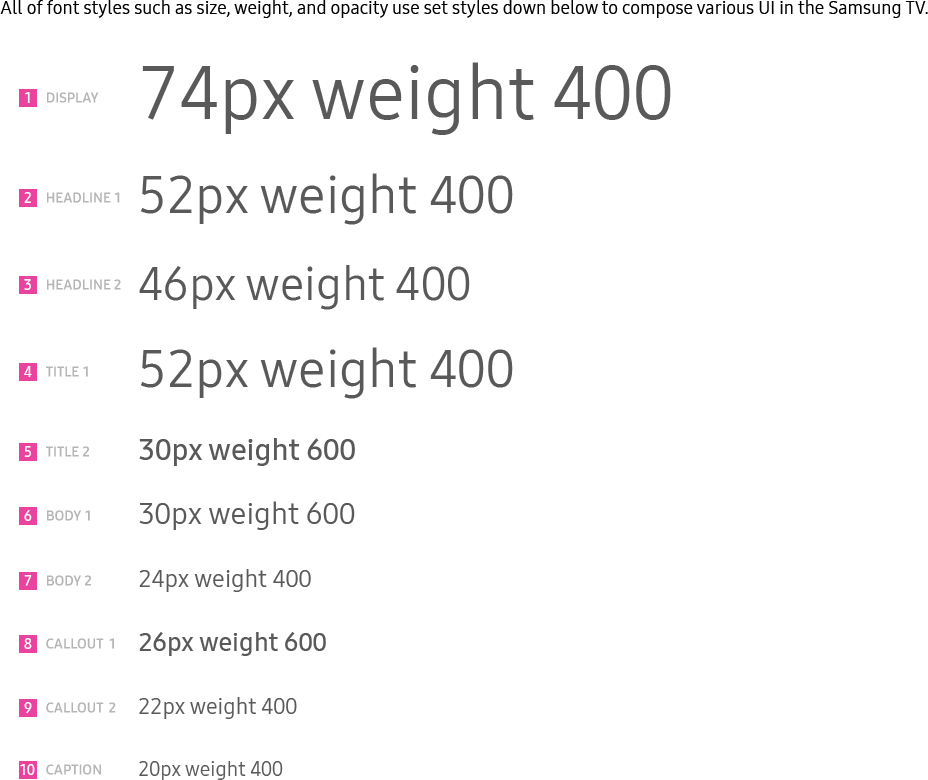 All of font styles such as size, weight, and opacity use set styles down below to compose various UI in the Samsung TV.
1 DISPLAY 74px weight 400
2 HEADLINE 1 52px weight 400
3 HEADLINE 2 46px weight 400
4 TITLE 1 52px weight 400
5 TITLE 2 30px weight 600
6 BODY 1 30px weight 600
7 BODY 2 24px weight 400
8 CALLOUT 1 26px weight 600
9 CALLOUT 2 22px weight 400
10 CAPTION 20px weight 400